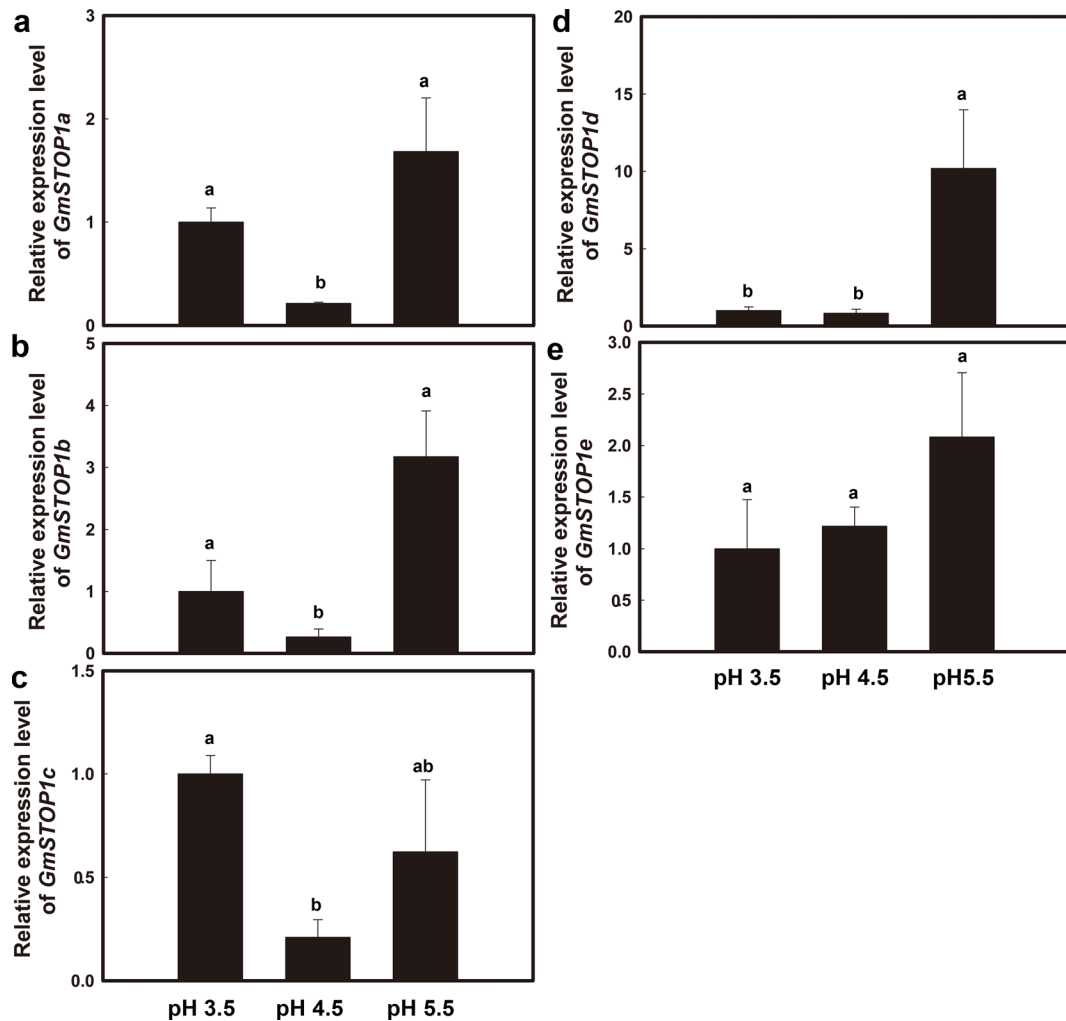 a
Relative expression level
of GmSTOP1a
3
2
1
0
a
b
a
b
Relative expression level
of GmSTOP1b
5
4
3
2
1
0
a
b
a
c
Relative expression level
of GmSTOP1c
1.5
1.0
0.5
0.0
a
b
ab
pH 3.5 pH 4.5 pH 5.5
d
Relative expression level
of GmSTOP1d
20
15
10
5
0
b
b
a
e
Relative expression level
of GmSTOP1e
3.0
2.5
2.0
1.5
1.0
0.5
0.0
a
a
a
pH 3.5 pH 4.5 pH5.5